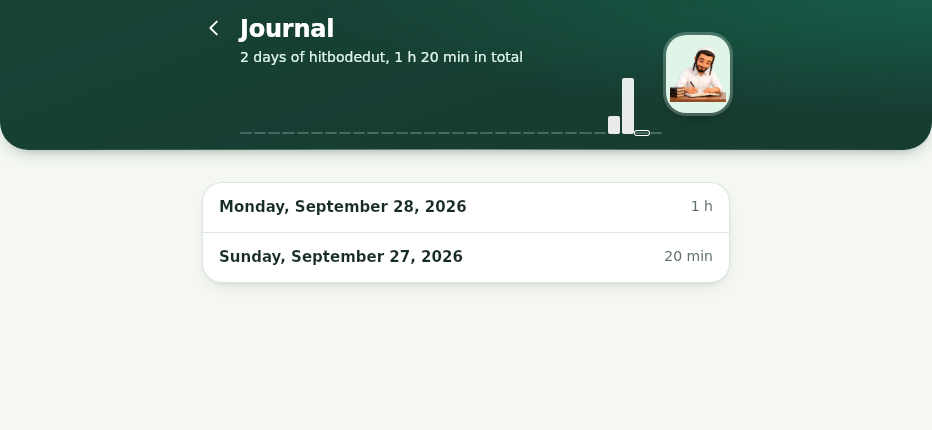 Journal
2 days of hitbodedut, 1 h 20 min in total
Monday, September 28, 2026 1 h
Sunday, September 27, 2026 20 min